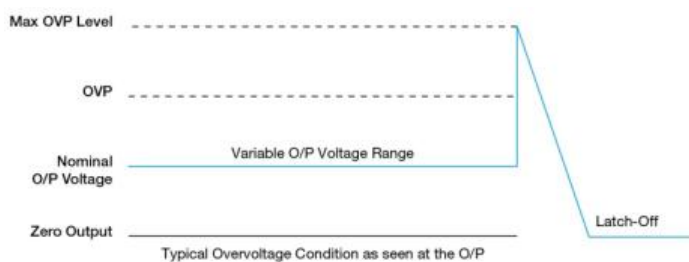 Max OVP Level
OVP
Variable O/P Voltage Range
Nominal
O/P Voltage
Latch-Off
Zero Output
Typical Overvoltage Condition as seen at the O/P